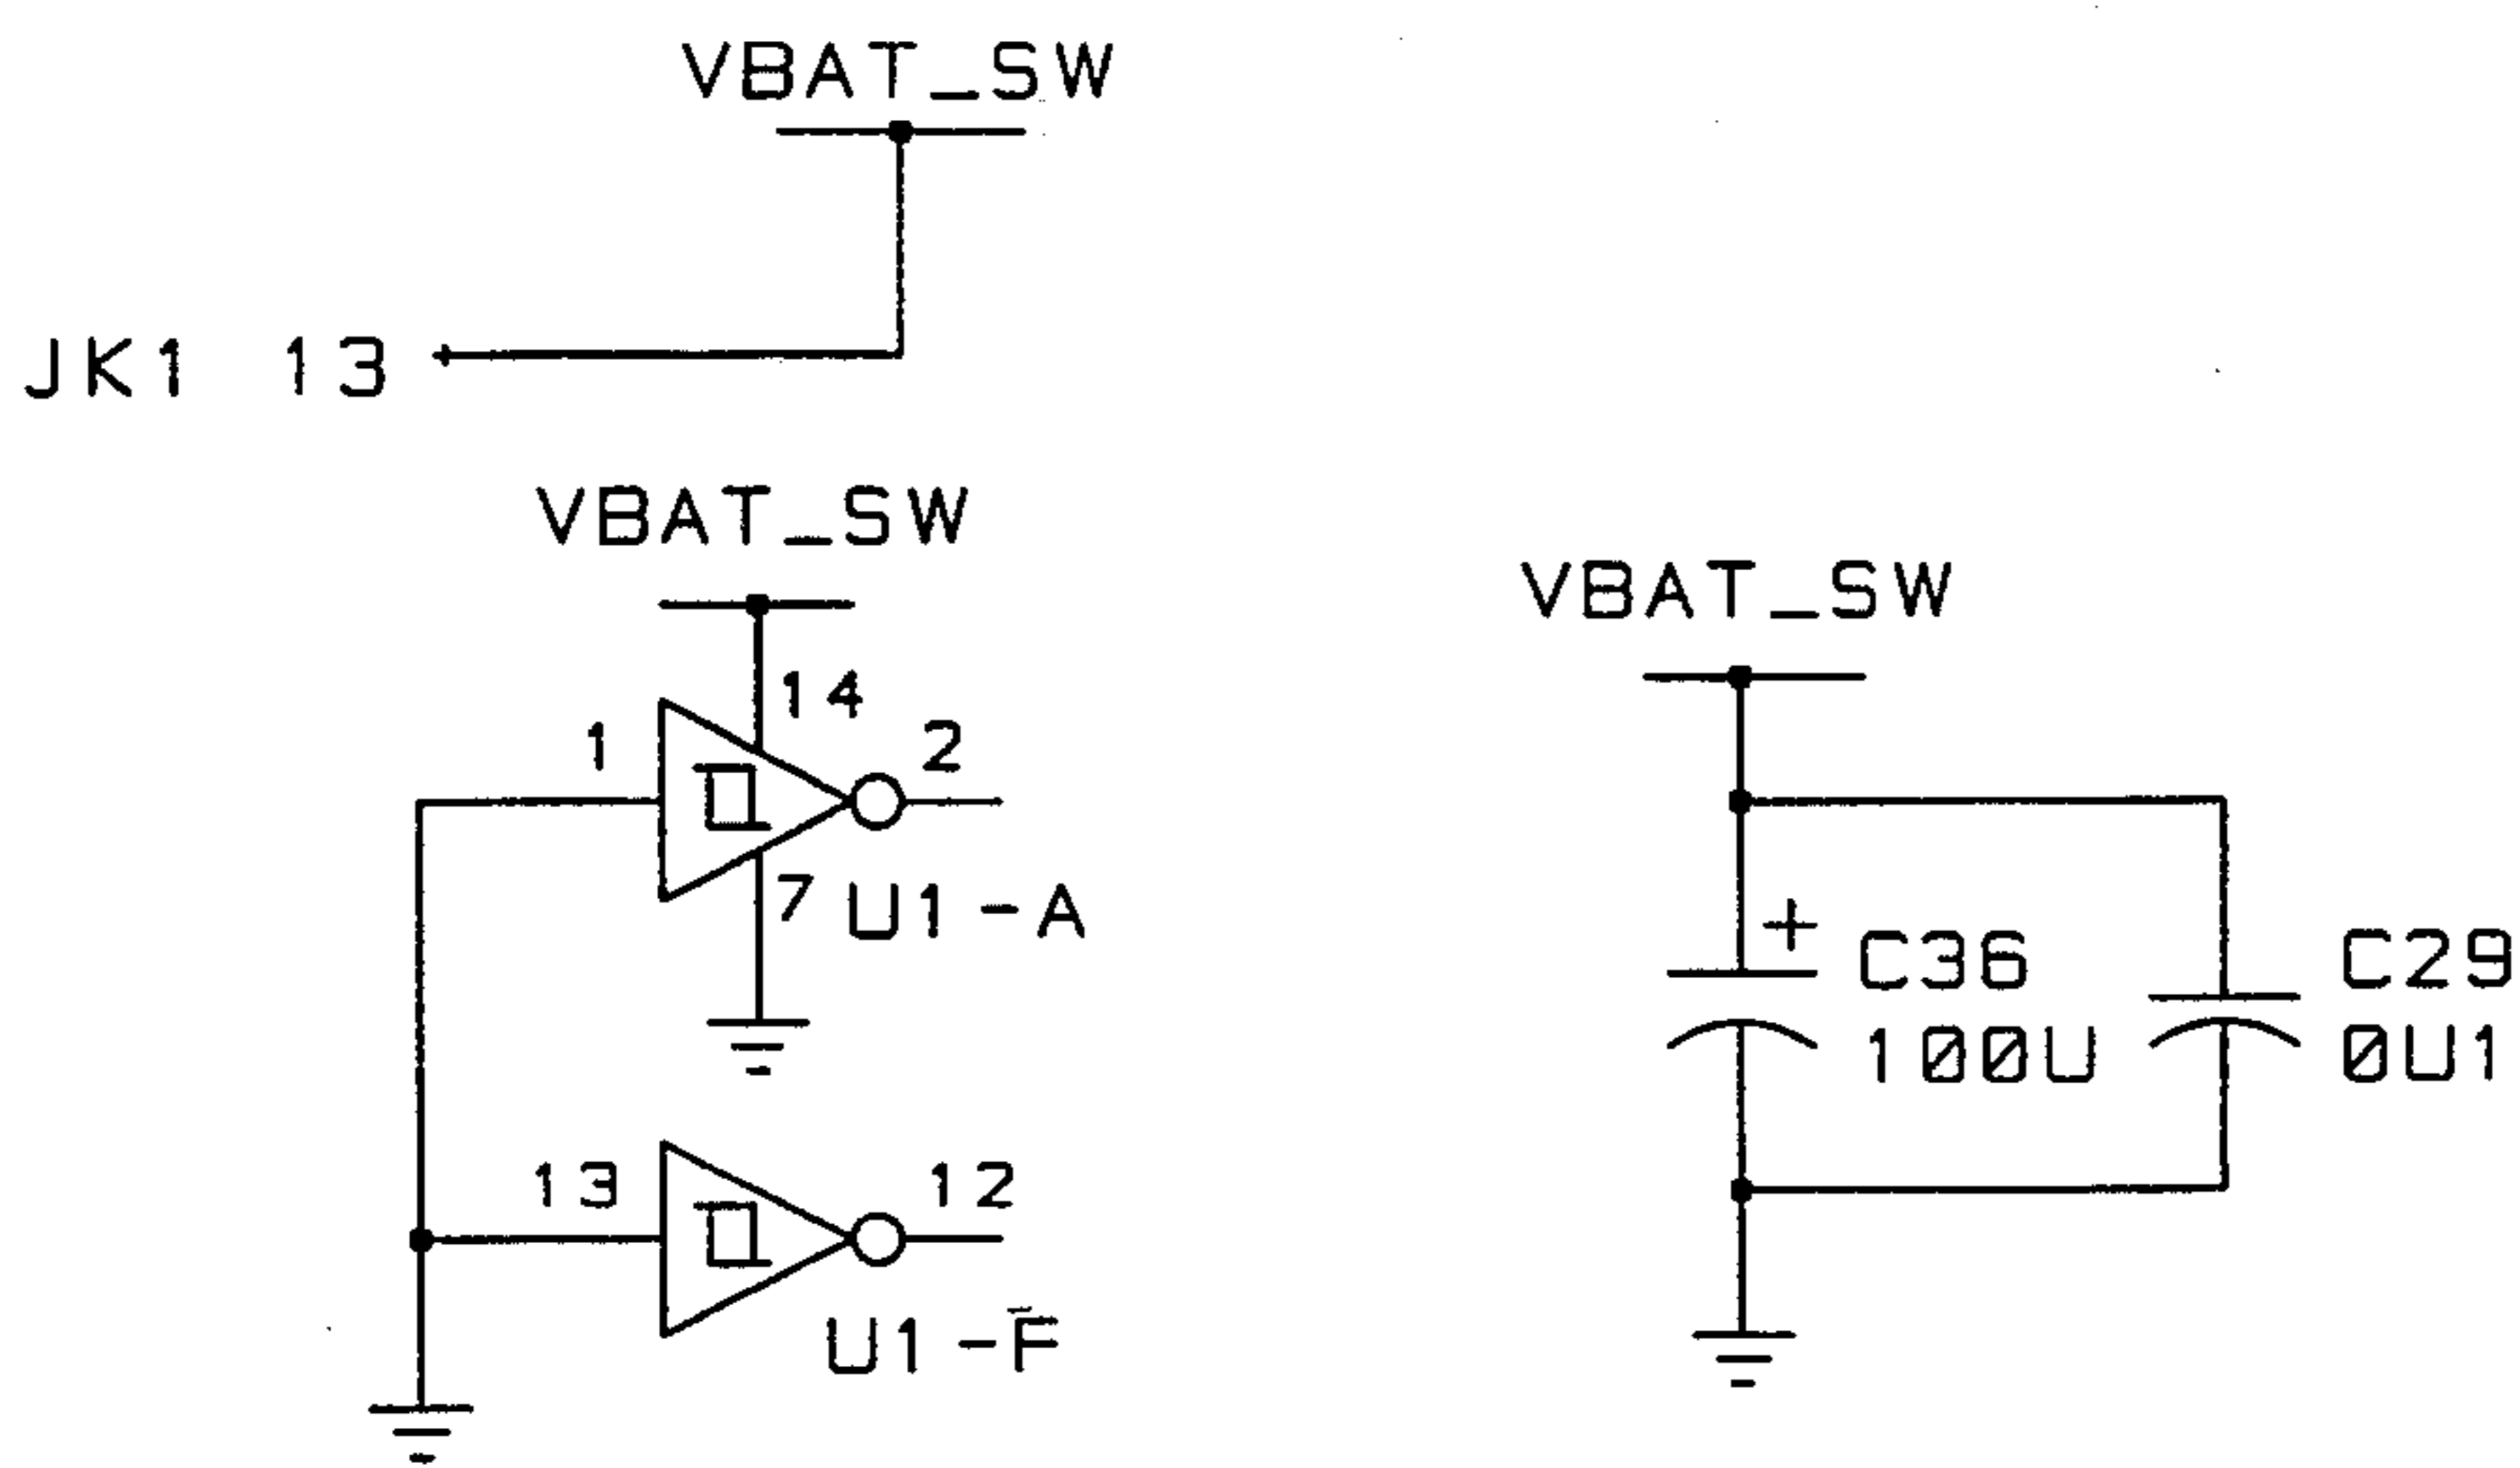 VBAT_SW
JK1 13
VBAT_SW
VBAT_SW
14
1
2
7 U1-A
+
C36
C29
100U
0U1
13
12
U1-F